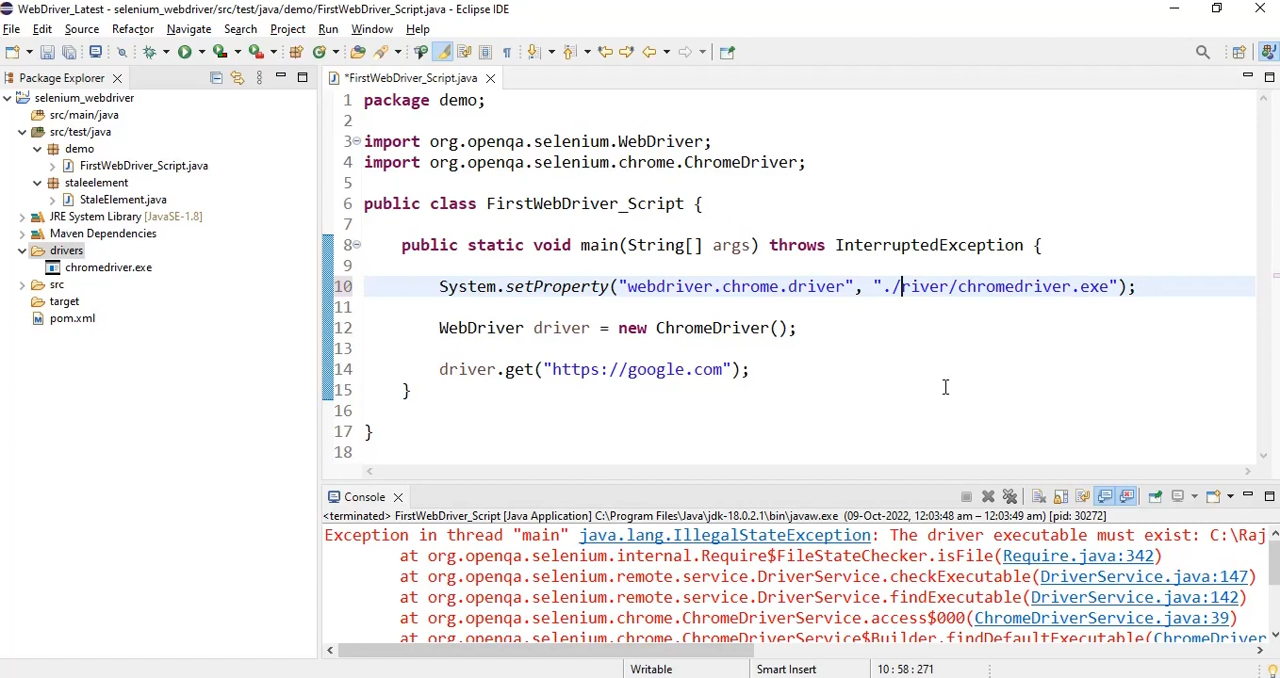 WebDriver_Latest - selenium_webdriver/src/test/java/demo/FirstWebDriver_Script.java - Eclipse IDE
File Edit Source Refactor Navigate Search Project Run Window Help
Package Explorer
selenium_webdriver
src/main/java
src/test/java
demo
FirstWebDriver_Script.java
staleelement
StaleElement.java
JRE System Library [JavaSE-1.8]
Maven Dependencies
drivers
chromedriver.exe
src
target
pom.xml
*FirstWebDriver_Script.java
1 package demo;
2
3 import org.openqa.selenium.WebDriver;
4 import org.openqa.selenium.chrome.ChromeDriver;
5
6 public class FirstWebDriver_Script {
7
8 public static void main(String[] args) throws InterruptedException {
9
10 System.setProperty("webdriver.chrome.driver", "./river/chromedriver.exe");
11
12 WebDriver driver = new ChromeDriver();
13
14 driver.get("https://google.com");
15 }
16
17 }
18
Console
<terminated> FirstWebDriver_Script [Java Application] C:\Program Files\Java\jdk-18.0.2.1\bin\javaw.exe (09-Oct-2022, 12:03:48 am – 12:03:49 am) [pid: 30272]
Exception in thread "main" java.lang.IllegalStateException: The driver executable must exist: C:\Raj
at org.openqa.selenium.internal.Require$FileStateChecker.isFile(Require.java:342)
at org.openqa.selenium.remote.service.DriverService.checkExecutable(DriverService.java:147)
at org.openqa.selenium.remote.service.DriverService.findExecutable(DriverService.java:142)
at org.openqa.selenium.chrome.ChromeDriverService.access$000(ChromeDriverService.java:39)
at org.openqa.selenium.chrome.ChromeDriverService$Builder.findDefaultExecutable(ChromeDriver
Writable Smart Insert 10 : 58 : 271